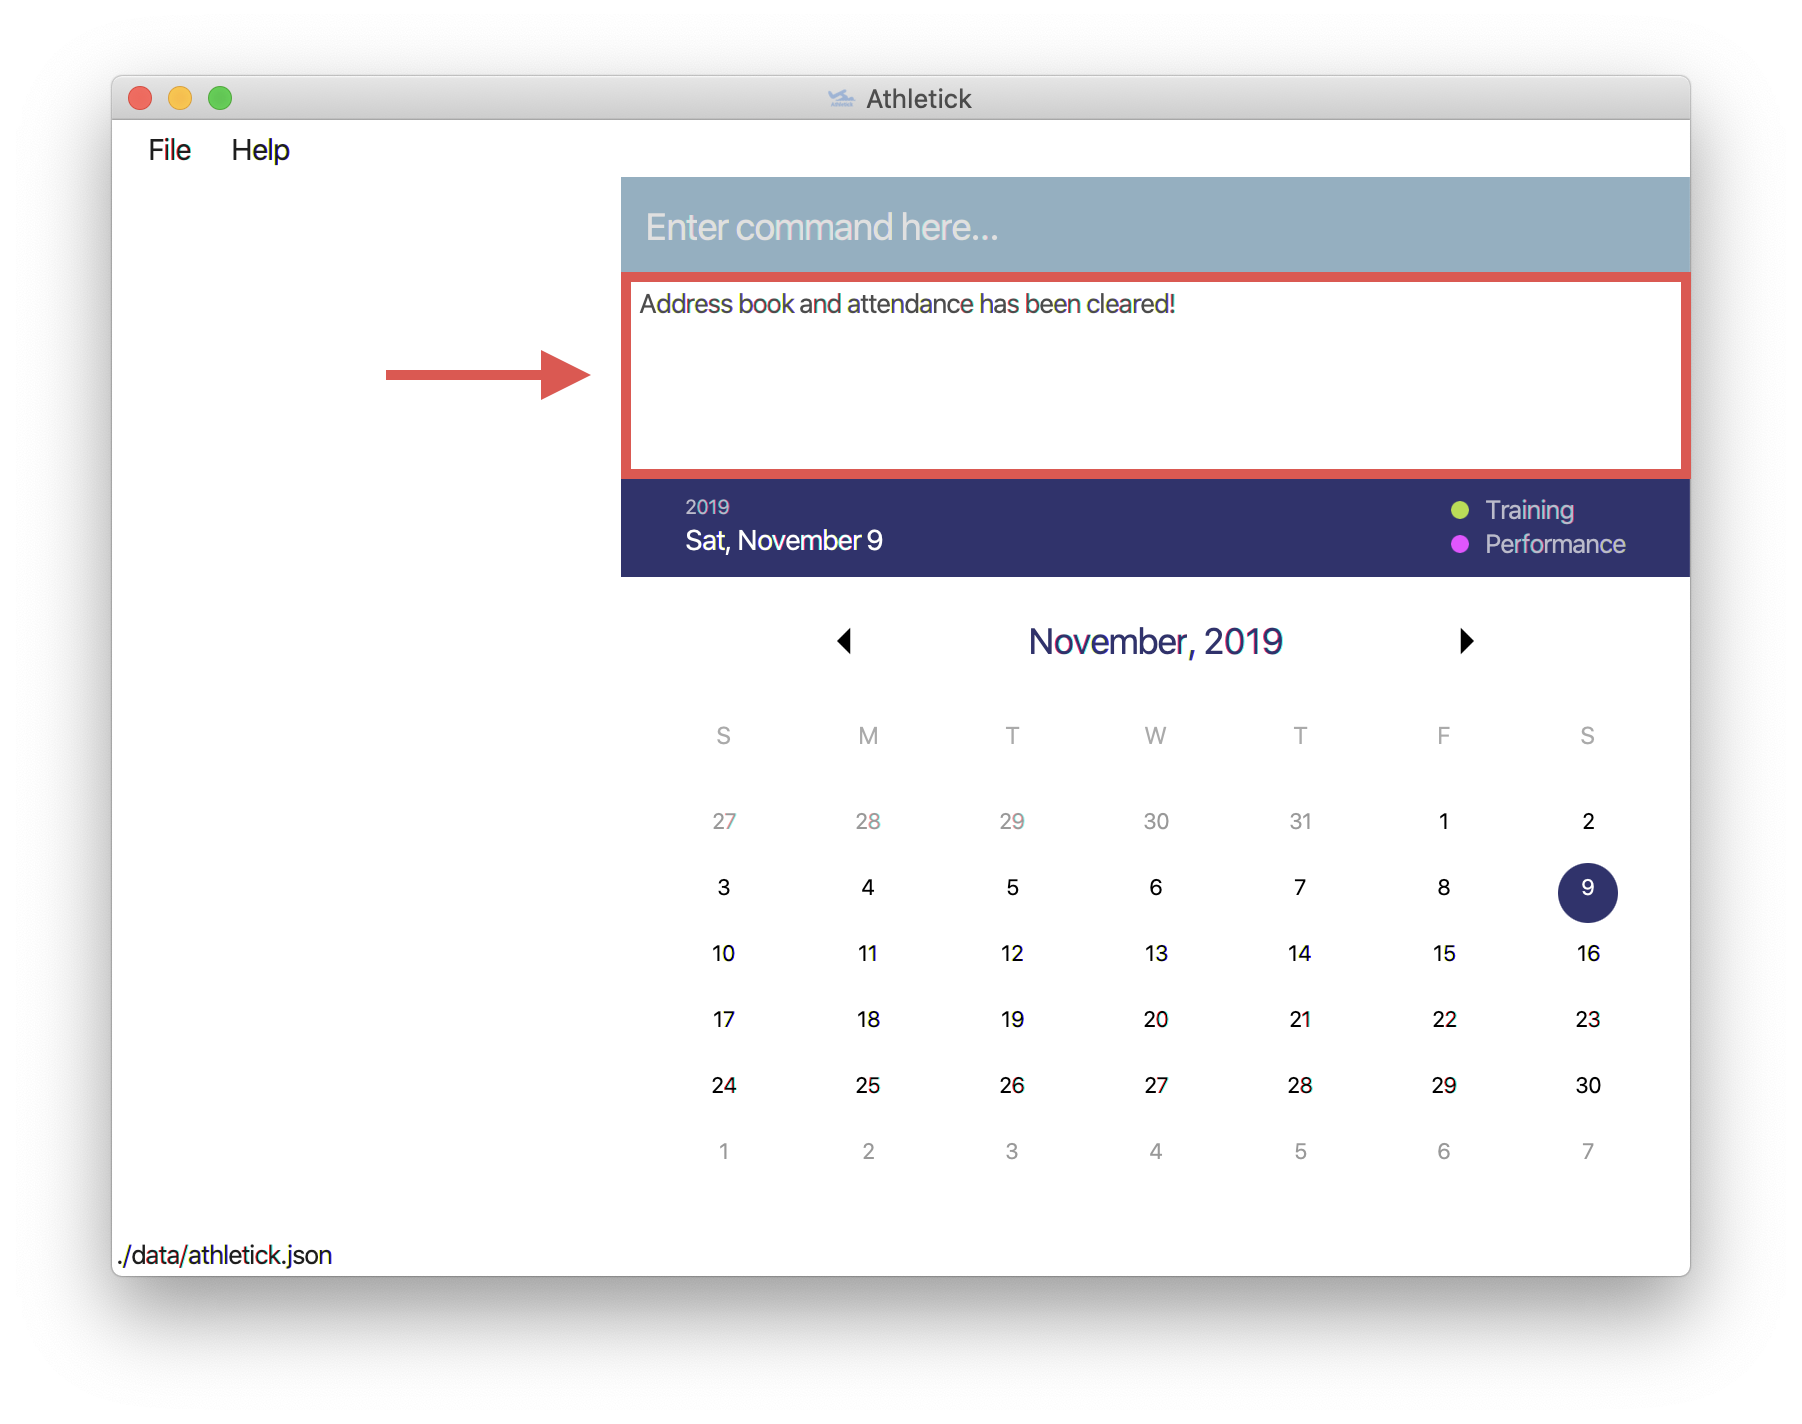 Athletick
File Help
Enter command here...
Address book and attendance has been cleared!
2019
Sat, November 9
Training
Performance
November, 2019
S M T W T F S
27 28 29 30 31 1 2
3 4 5 6 7 8 9
10 11 12 13 14 15 16
17 18 19 20 21 22 23
24 25 26 27 28 29 30
1 2 3 4 5 6 7
./data/athletick.json